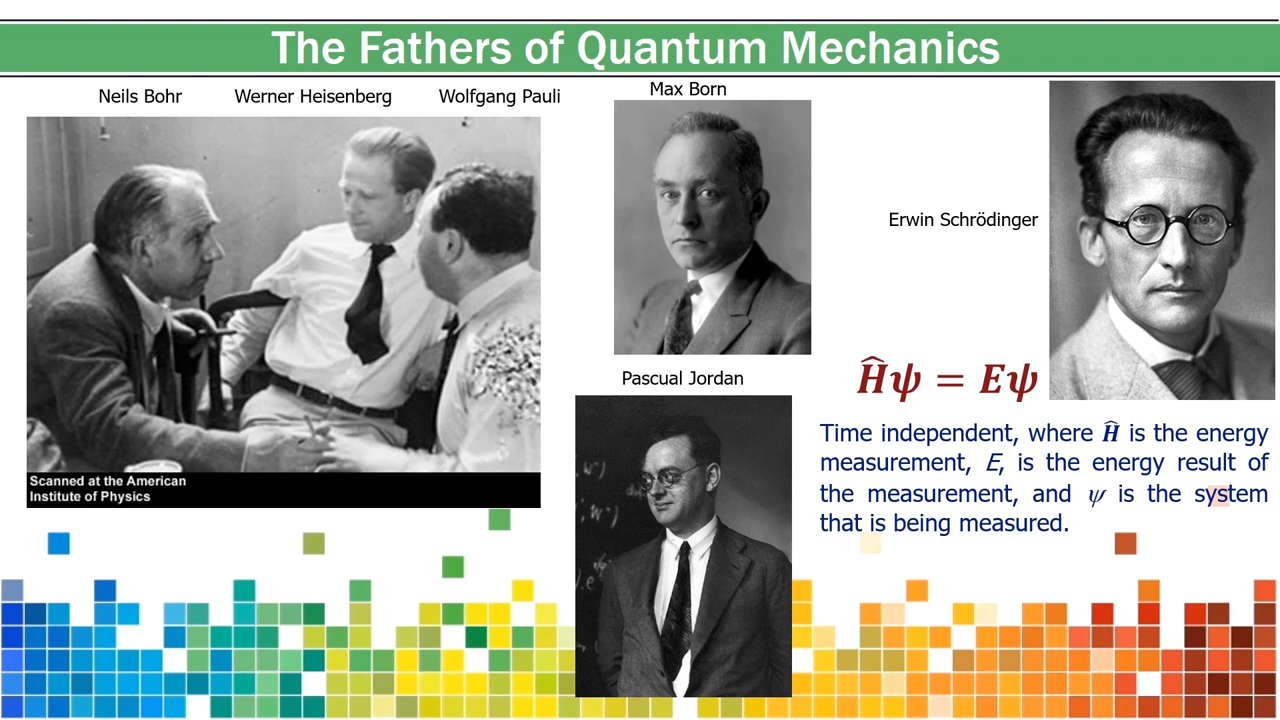 The Fathers of Quantum Mechanics
Neils Bohr
Werner Heisenberg
Wolfgang Pauli
Max Born
Erwin Schrödinger
Scanned at the American
Institute of Physics
Pascual Jordan
Ĥψ = Eψ
Time independent, where Ĥ is the energy
measurement, E, is the energy result of
the measurement, and ψ is the system
that is being measured.